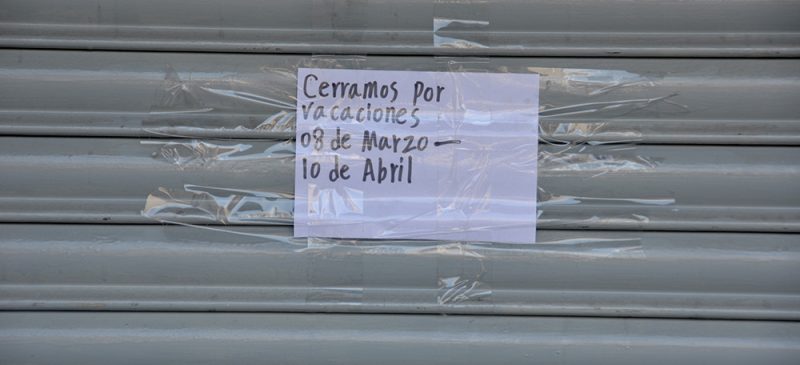 Cerramos por
vacaciones
08 de Marzo —
10 de Abril